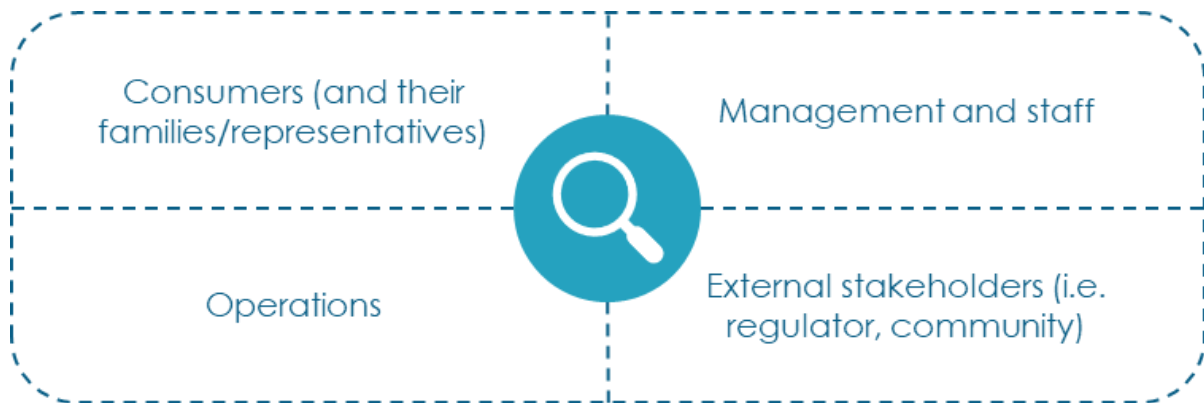 Consumers (and their
families/representatives)
Management and staff
Operations
External stakeholders (i.e.
regulator, community)